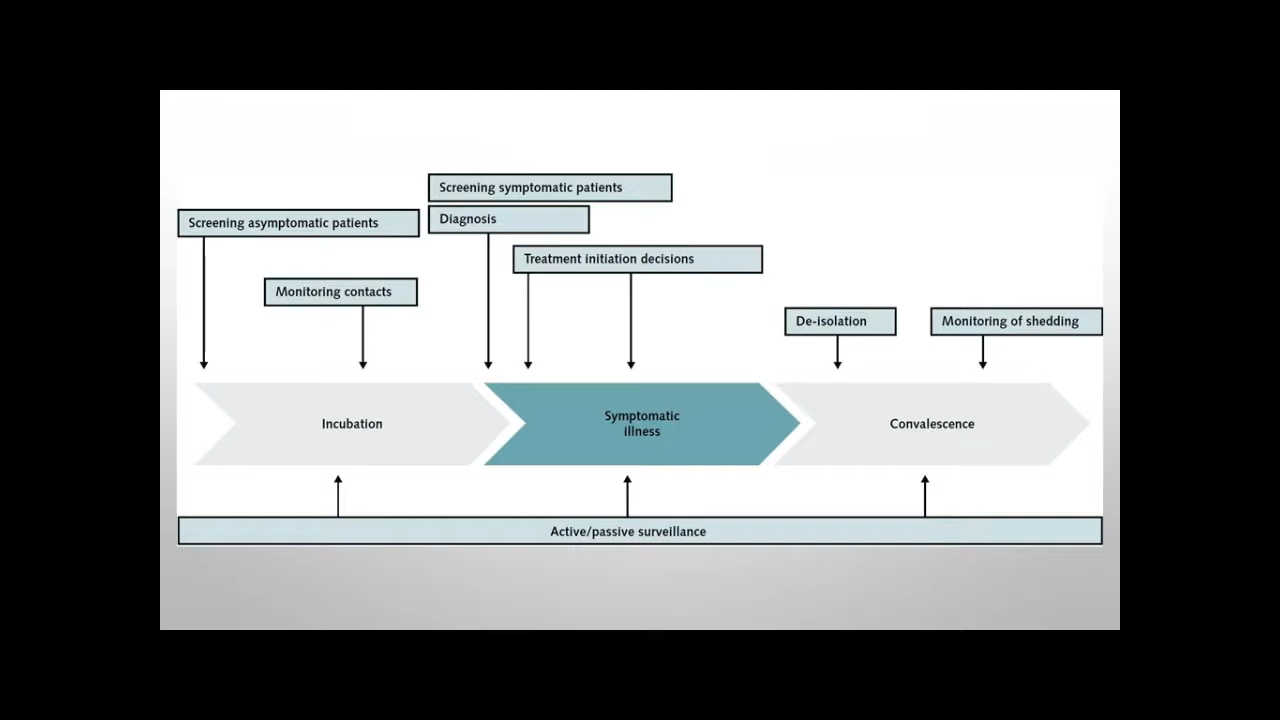 Screening symptomatic patients
Screening asymptomatic patients
Diagnosis
Treatment initiation decisions
Monitoring contacts
De-isolation
Monitoring of shedding
Incubation
Symptomatic
illness
Convalescence
Active/passive surveillance